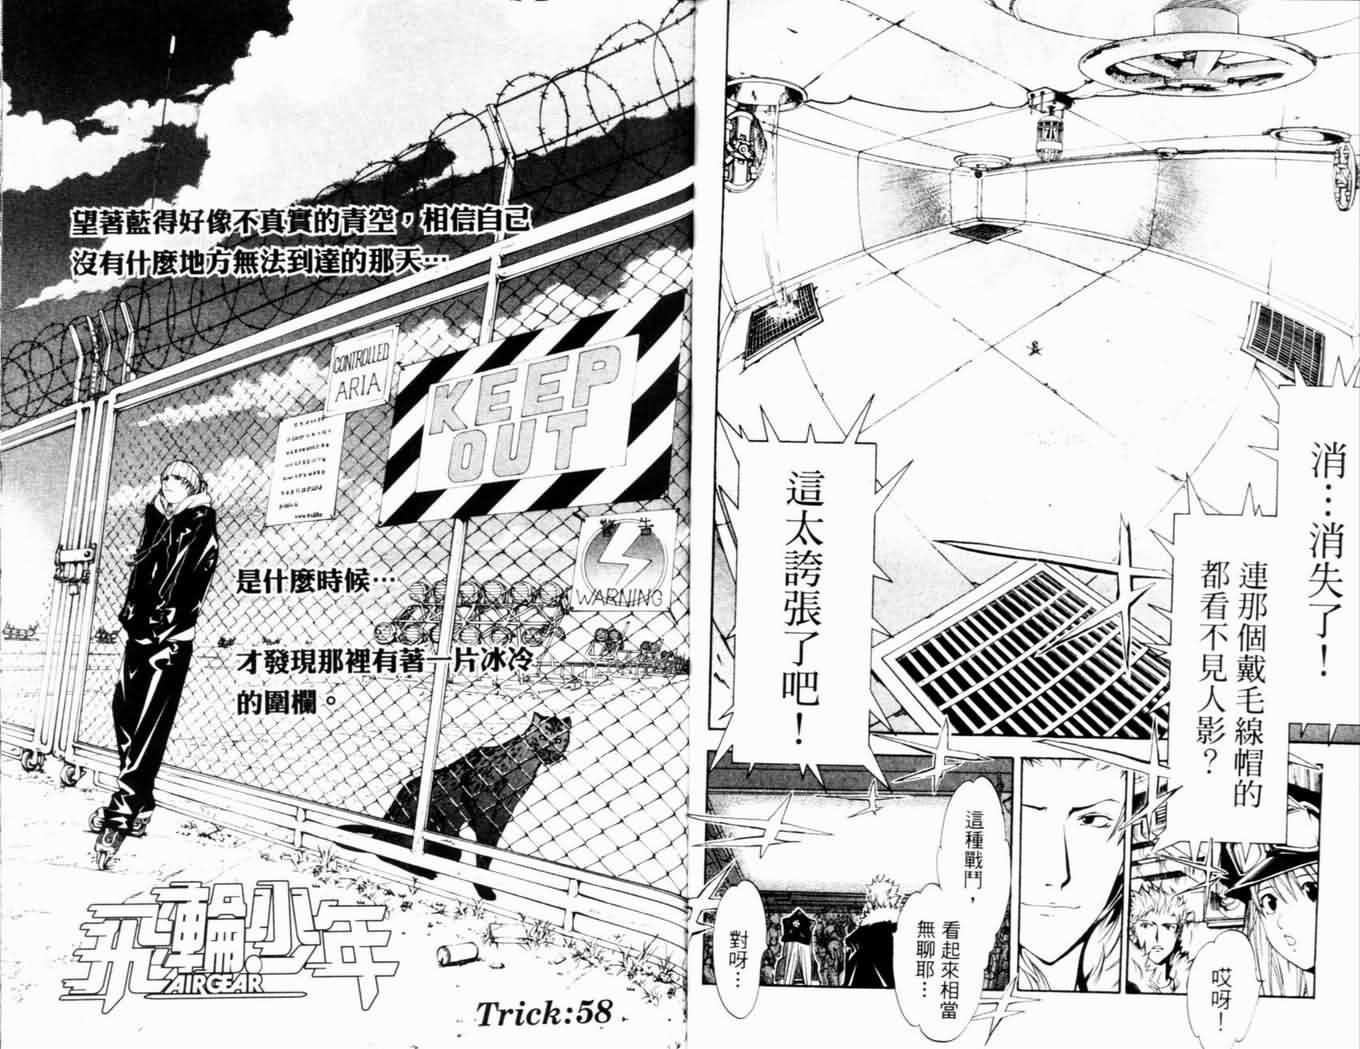 消…消失了！
連那個戴毛線帽的
都看不見人影？
這太誇張了吧！
哎呀！
這種戰鬥，
看起來相當
無聊耶…
對呀…
望著藍得好像不真實的青空，相信自己
沒有什麼地方無法到達的那天…
CONTROLLED
ARIA
KEEP
OUT
警告
WARNING
是什麼時候…
才發現那裡有著一片冰冷
的圍欄。
飛輪少年
AIRGEAR
Trick:58